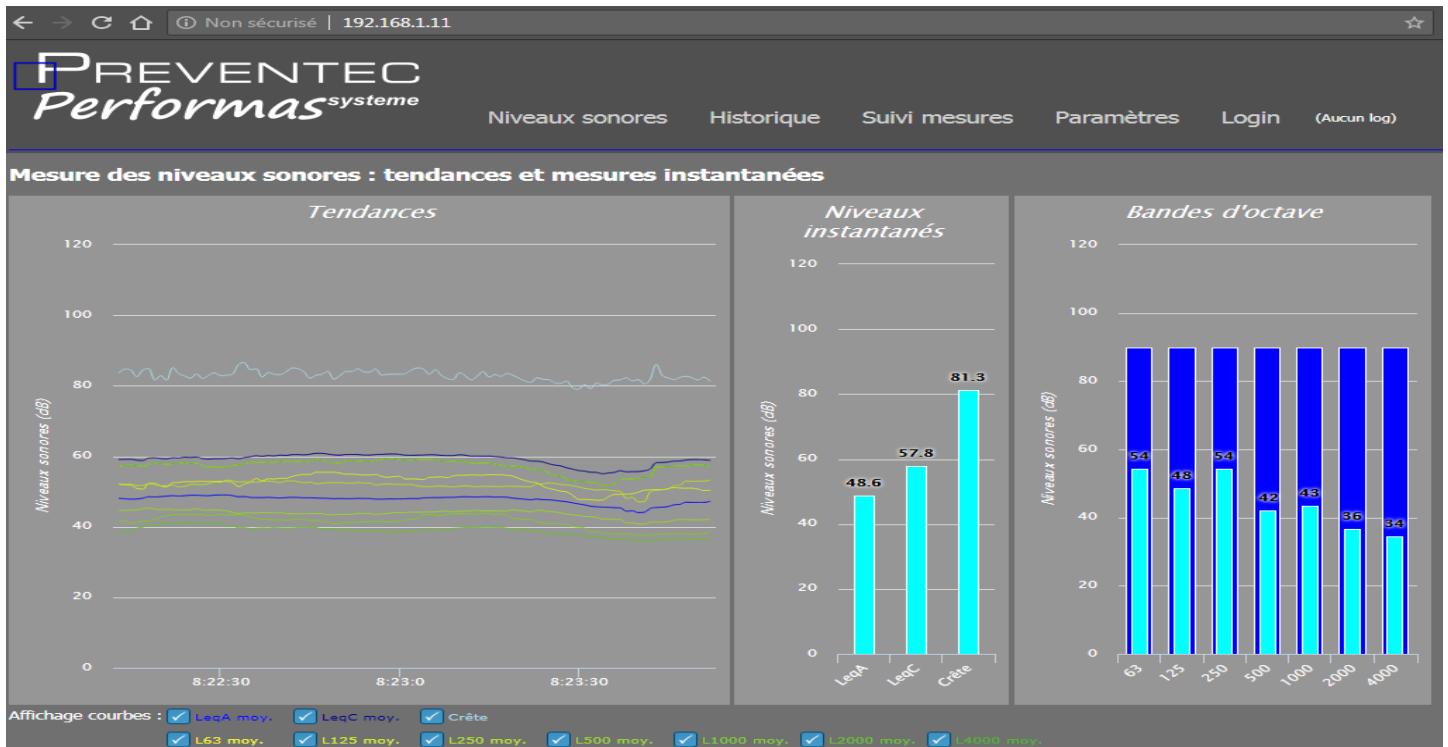 Non sécurisé | 192.168.1.11
PREVENTEC
Performas systeme
Niveaux sonores Historique Suivi mesures Paramètres Login (Aucun log)
Mesure des niveaux sonores : tendances et mesures instantanées
Tendances
Niveaux sonores (dB)
120
100
80
60
40
20
0
8:22:30 8:23:0 8:23:30
Niveaux
instantanés
Niveaux sonores (dB)
120
100
80
60
40
20
0
48.6 57.8 81.3
LeqA LeqC Crête
Bandes d'octave
Niveaux sonores (dB)
120
100
80
60
40
20
0
54 48 54 42 43 36 34
63 125 250 500 1000 2000 4000
Affichage courbes : LeqA moy. LeqC moy. Crête
L63 moy. L125 moy. L250 moy. L500 moy. L1000 moy. L2000 moy. L4000 moy.